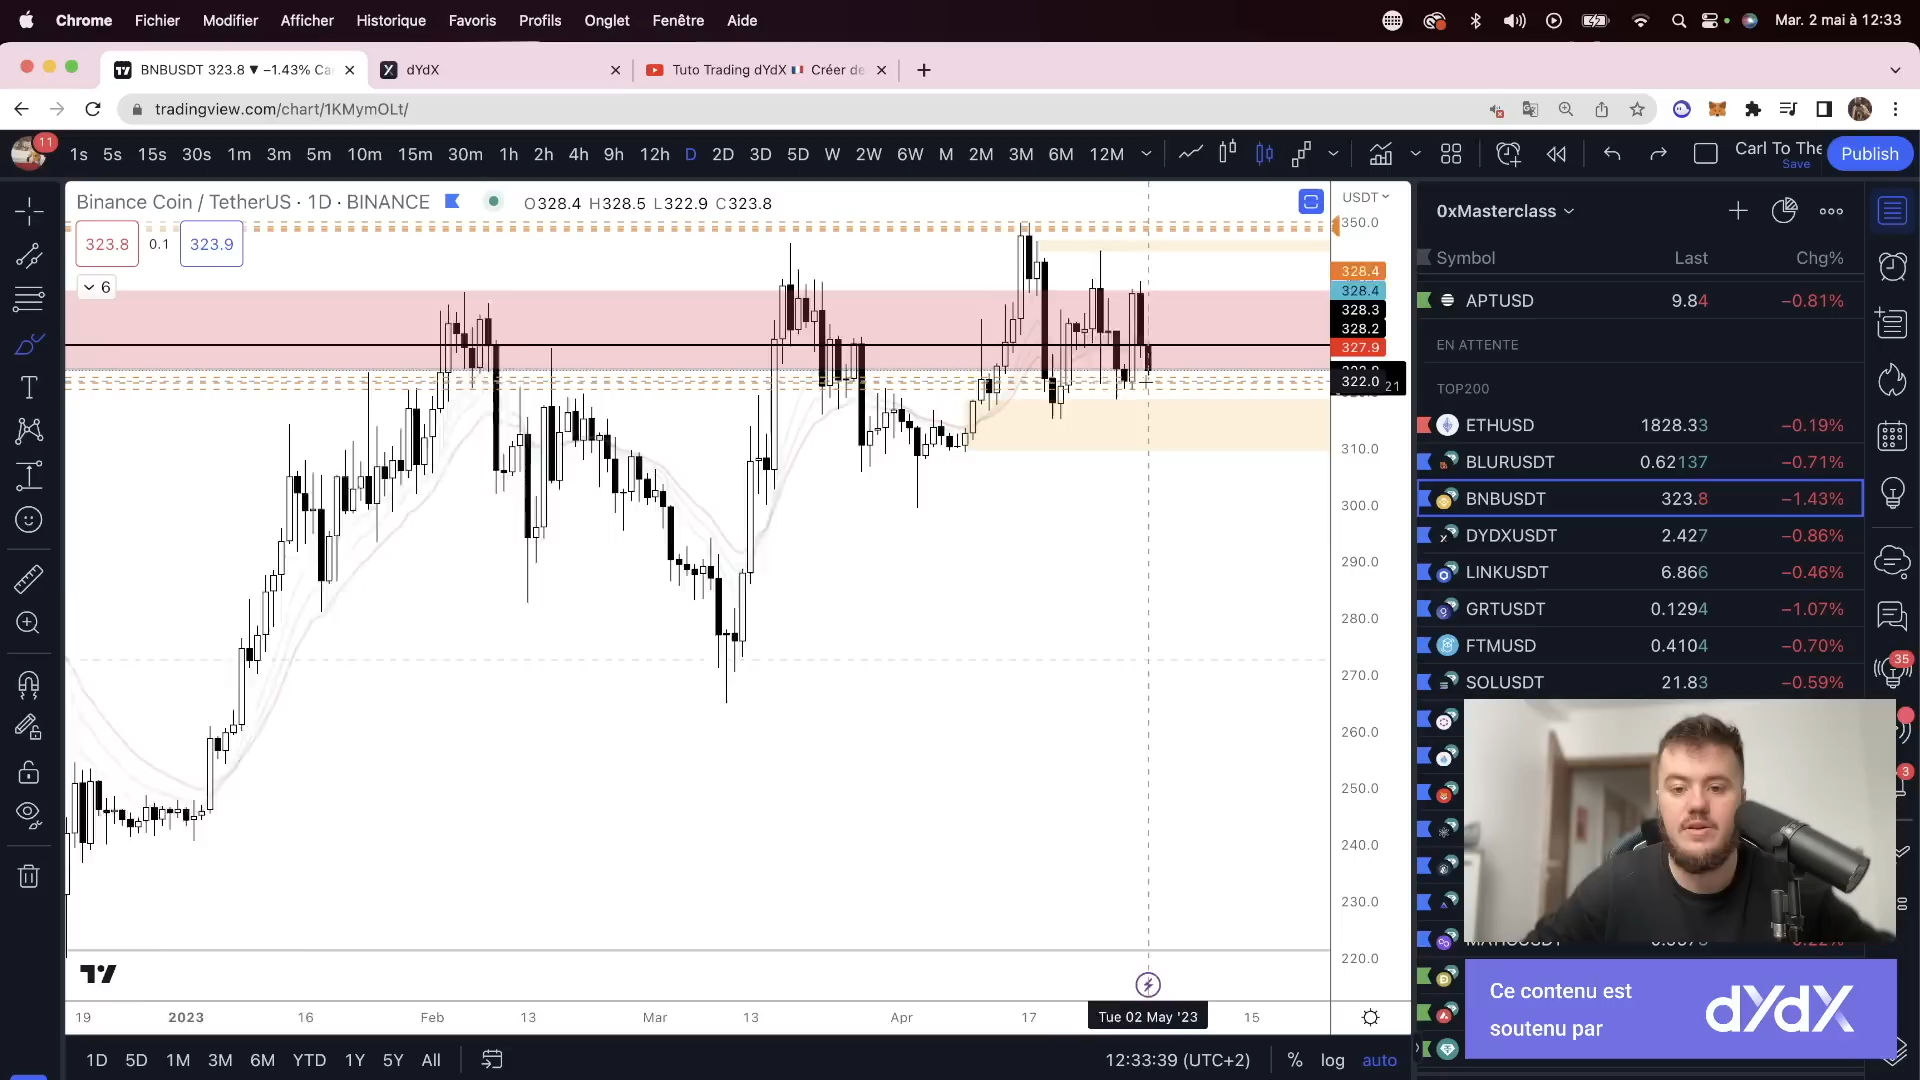 Chrome Fichier Modifier Afficher Historique Favoris Profils Onglet Fenêtre Aide Mar. 2 mai à 12:33
BNBUSDT 323.8 ▼ −1.43% Ca
dYdX
Tuto Trading dYdX 🇫🇷 Créer de
tradingview.com/chart/1KMymOLt/
11
1s 5s 15s 30s 1m 3m 5m 10m 15m 30m 1h 2h 4h 9h 12h D 2D 3D 5D W 2W 6W M 2M 3M 6M 12M
Carl To The
Save
Publish
Binance Coin / TetherUS · 1D · BINANCE O328.4 H328.5 L322.9 C323.8
323.8 0.1 323.9
6
USDT
350.0
328.4
328.4
328.3
328.2
327.9
322.0
21
310.0
300.0
290.0
280.0
270.0
260.0
250.0
240.0
230.0
220.0
19 2023 16 Feb 13 Mar 13 Apr 17 Tue 02 May '23 15
1D 5D 1M 3M 6M YTD 1Y 5Y All
12:33:39 (UTC+2) % log auto
0xMasterclass
Symbol Last Chg%
APTUSD 9.84 −0.81%
EN ATTENTE
TOP200
ETHUSD 1828.33 −0.19%
BLURUSDT 0.62137 −0.71%
BNBUSDT 323.8 −1.43%
DYDXUSDT 2.427 −0.86%
LINKUSDT 6.866 −0.46%
GRTUSDT 0.1294 −1.07%
FTMUSD 0.4104 −0.70%
SOLUSDT 21.83 −0.59%
35
3
Ce contenu est
soutenu par
dYdX